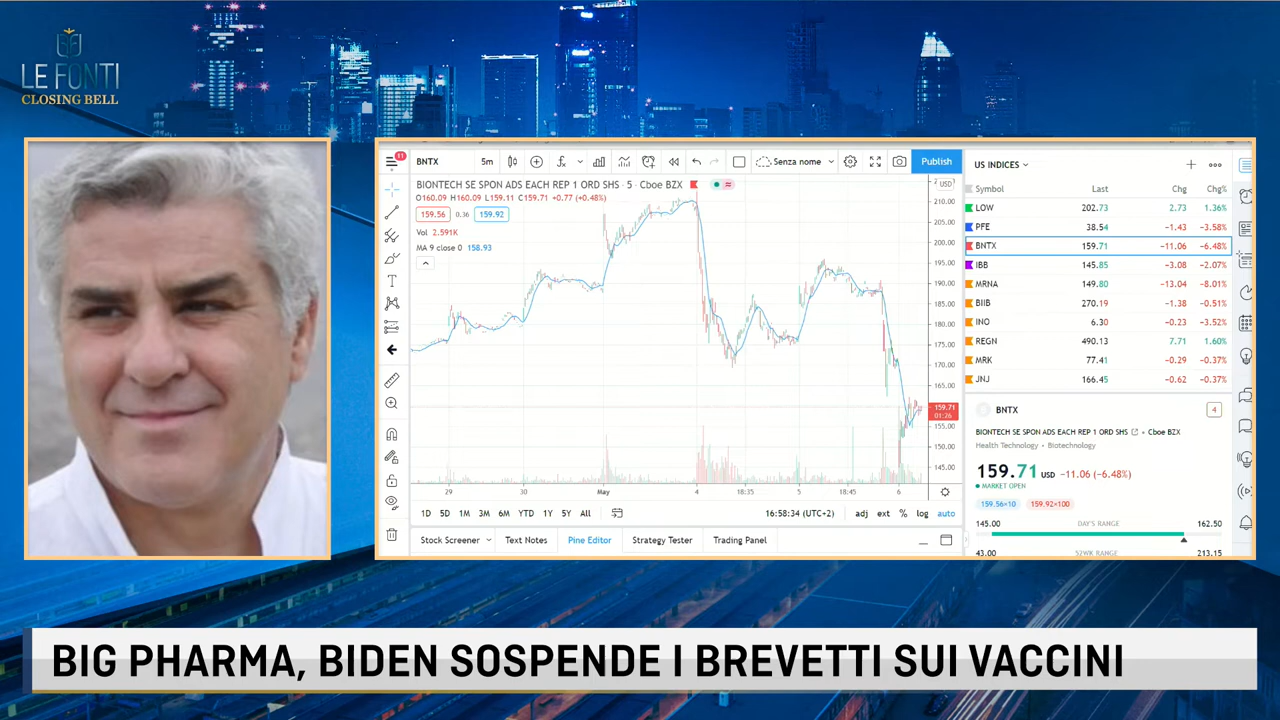 LE FONTI
CLOSING BELL
11
BNTX
5m
Senza nome
Publish
BIONTECH SE SPON ADS EACH REP 1 ORD SHS · 5 · Cboe BZX
O160.09 H160.09 L159.11 C159.71 +0.77 (+0.48%)
159.56 0.36 159.92
Vol 2.591K
MA 9 close 0 158.93
USD
210.00
200.00
195.00
190.00
185.00
180.00
175.00
170.00
165.00
159.71
01:26
155.00
150.00
145.00
29 30 May 4 18:35 5 18:45 6
1D 5D 1M 3M 6M YTD 1Y 5Y All
16:58:34 (UTC+2) adj ext % log auto
Stock Screener Text Notes Pine Editor Strategy Tester Trading Panel
US INDICES
Symbol Last Chg Chg%
LOW 202.73 2.73 1.36%
PFE 38.54 −1.43 −3.58%
BNTX 159.71 −11.06 −6.48%
IBB 145.85 −3.08 −2.07%
MRNA 149.80 −13.04 −8.01%
BIIB 270.19 −1.38 −0.51%
INO 6.30 −0.23 −3.52%
REGN 490.13 7.71 1.60%
MRK 77.41 −0.29 −0.37%
JNJ 166.45 −0.62 −0.37%
BNTX 4
BIONTECH SE SPON ADS EACH REP 1 ORD SHS • Cboe BZX
Health Technology • Biotechnology
159.71 USD −11.06 (−6.48%)
MARKET OPEN
159.56×10 159.92×100
145.00 DAY'S RANGE 162.50
43.00 52WK RANGE 213.15
BIG PHARMA, BIDEN SOSPENDE I BREVETTI SUI VACCINI